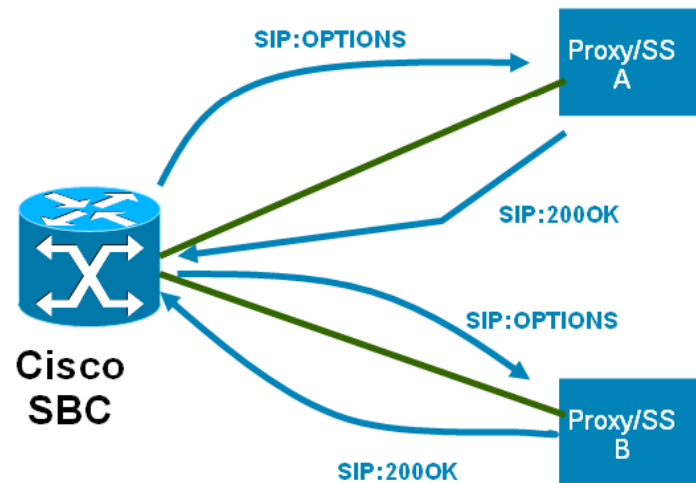 SIP:OPTIONS
Proxy/SS
A
SIP:200OK
SIP:OPTIONS
Cisco
SBC
Proxy/SS
B
SIP:200OK